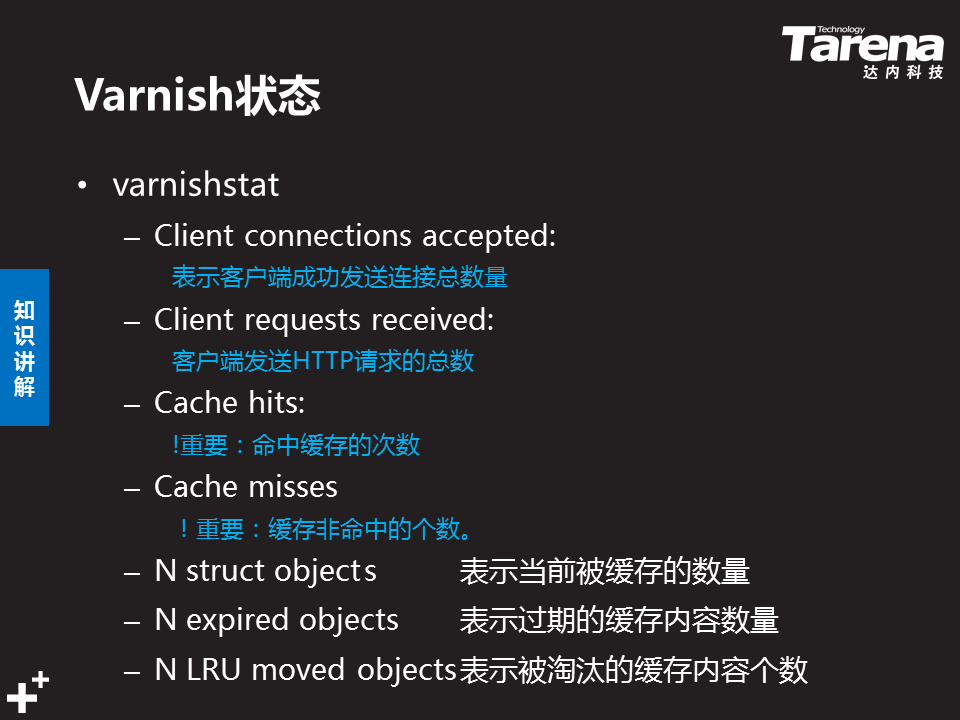 Technology
Tarena
达内科技
Varnish状态
• varnishstat
– Client connections accepted:
表示客户端成功发送连接总数量
– Client requests received:
客户端发送HTTP请求的总数
– Cache hits:
!重要：命中缓存的次数
– Cache misses
！重要：缓存非命中的个数。
– N struct objects 表示当前被缓存的数量
– N expired objects 表示过期的缓存内容数量
– N LRU moved objects表示被淘汰的缓存内容个数
知识讲解